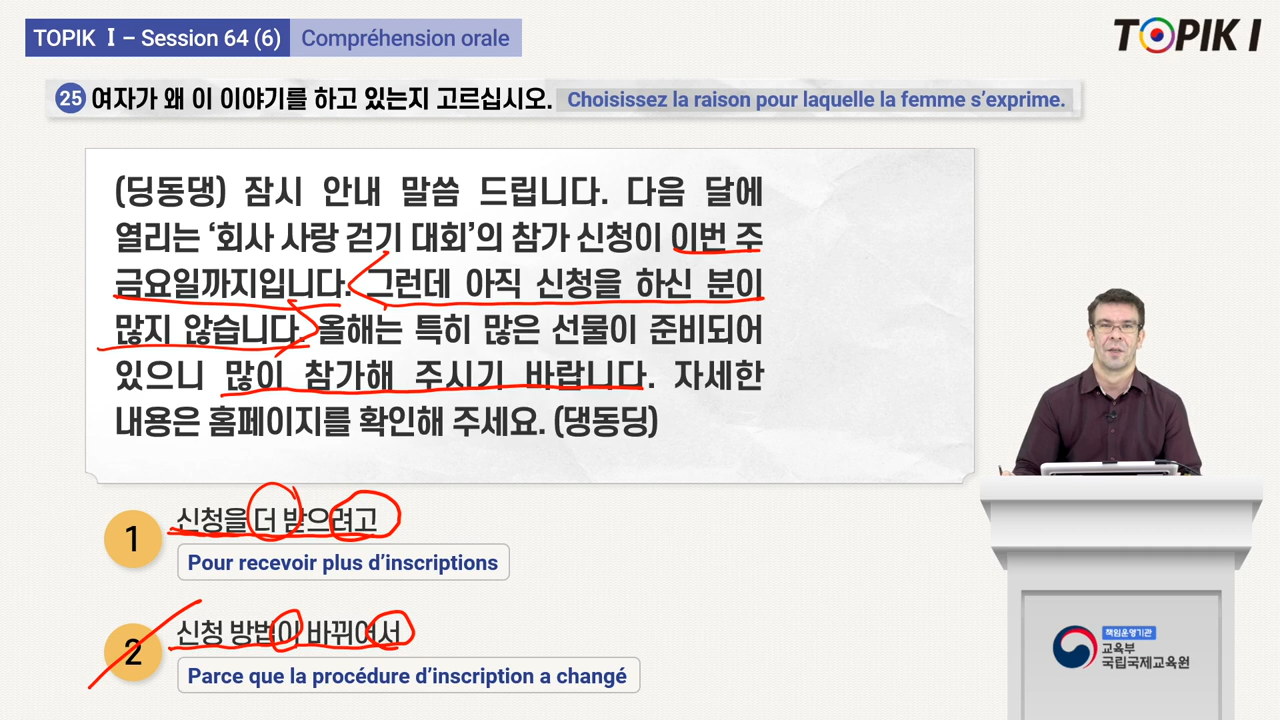 TOPIK I – Session 64 (6) Compréhension orale
TOPIK I
25 여자가 왜 이 이야기를 하고 있는지 고르십시오. Choisissez la raison pour laquelle la femme s'exprime.
(딩동댕) 잠시 안내 말씀 드립니다. 다음 달에
열리는 '회사 사랑 걷기 대회'의 참가 신청이 이번 주
금요일까지입니다. 그런데 아직 신청을 하신 분이
많지 않습니다. 올해는 특히 많은 선물이 준비되어
있으니 많이 참가해 주시기 바랍니다. 자세한
내용은 홈페이지를 확인해 주세요. (댕동딩)
1 신청을 더 받으려고
Pour recevoir plus d'inscriptions
2 신청 방법이 바뀌어서
Parce que la procédure d'inscription a changé
책임운영기관
교육부
국립국제교육원